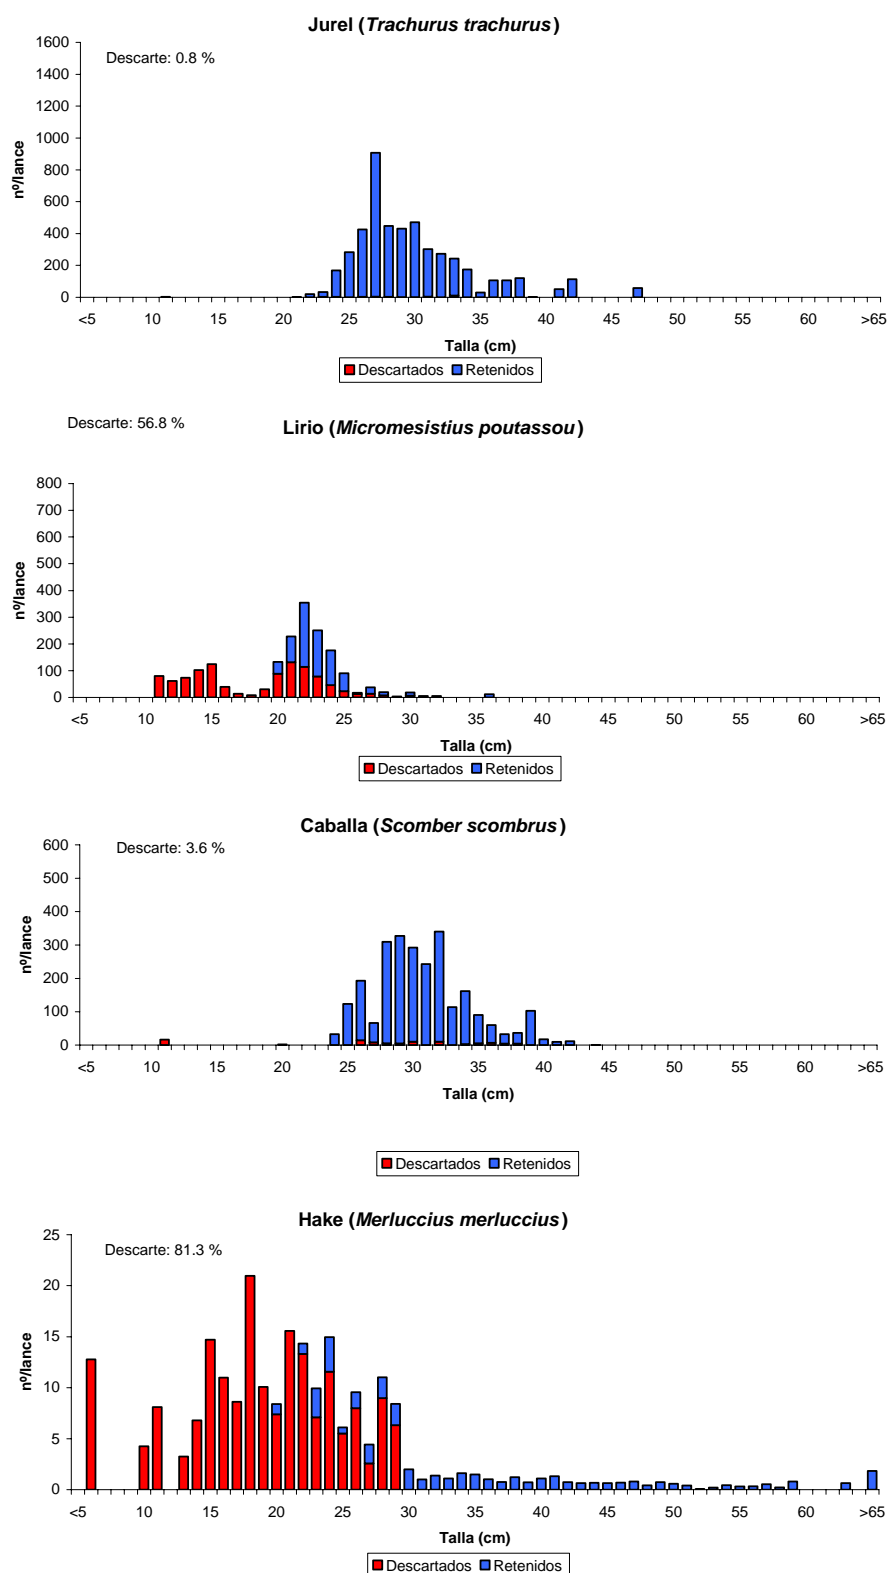 Jurel (Trachurus trachurus)
Descarte: 0.8 %
nº/lance
1600
1400
1200
1000
800
600
400
200
0
<5 10 15 20 25 30 35 40 45 50 55 60 >65
Talla (cm)
Descartados Retenidos
Descarte: 56.8 %
Lirio (Micromesistius poutassou)
nº/lance
800
700
600
500
400
300
200
100
0
<5 10 15 20 25 30 35 40 45 50 55 60 >65
Talla (cm)
Descartados Retenidos
Caballa (Scomber scombrus)
Descarte: 3.6 %
nº/lance
600
500
400
300
200
100
0
<5 10 15 20 25 30 35 40 45 50 55 60 >65
Talla (cm)
Descartados Retenidos
Hake (Merluccius merluccius)
Descarte: 81.3 %
nº/lance
25
20
15
10
5
0
<5 10 15 20 25 30 35 40 45 50 55 60 >65
Talla (cm)
Descartados Retenidos